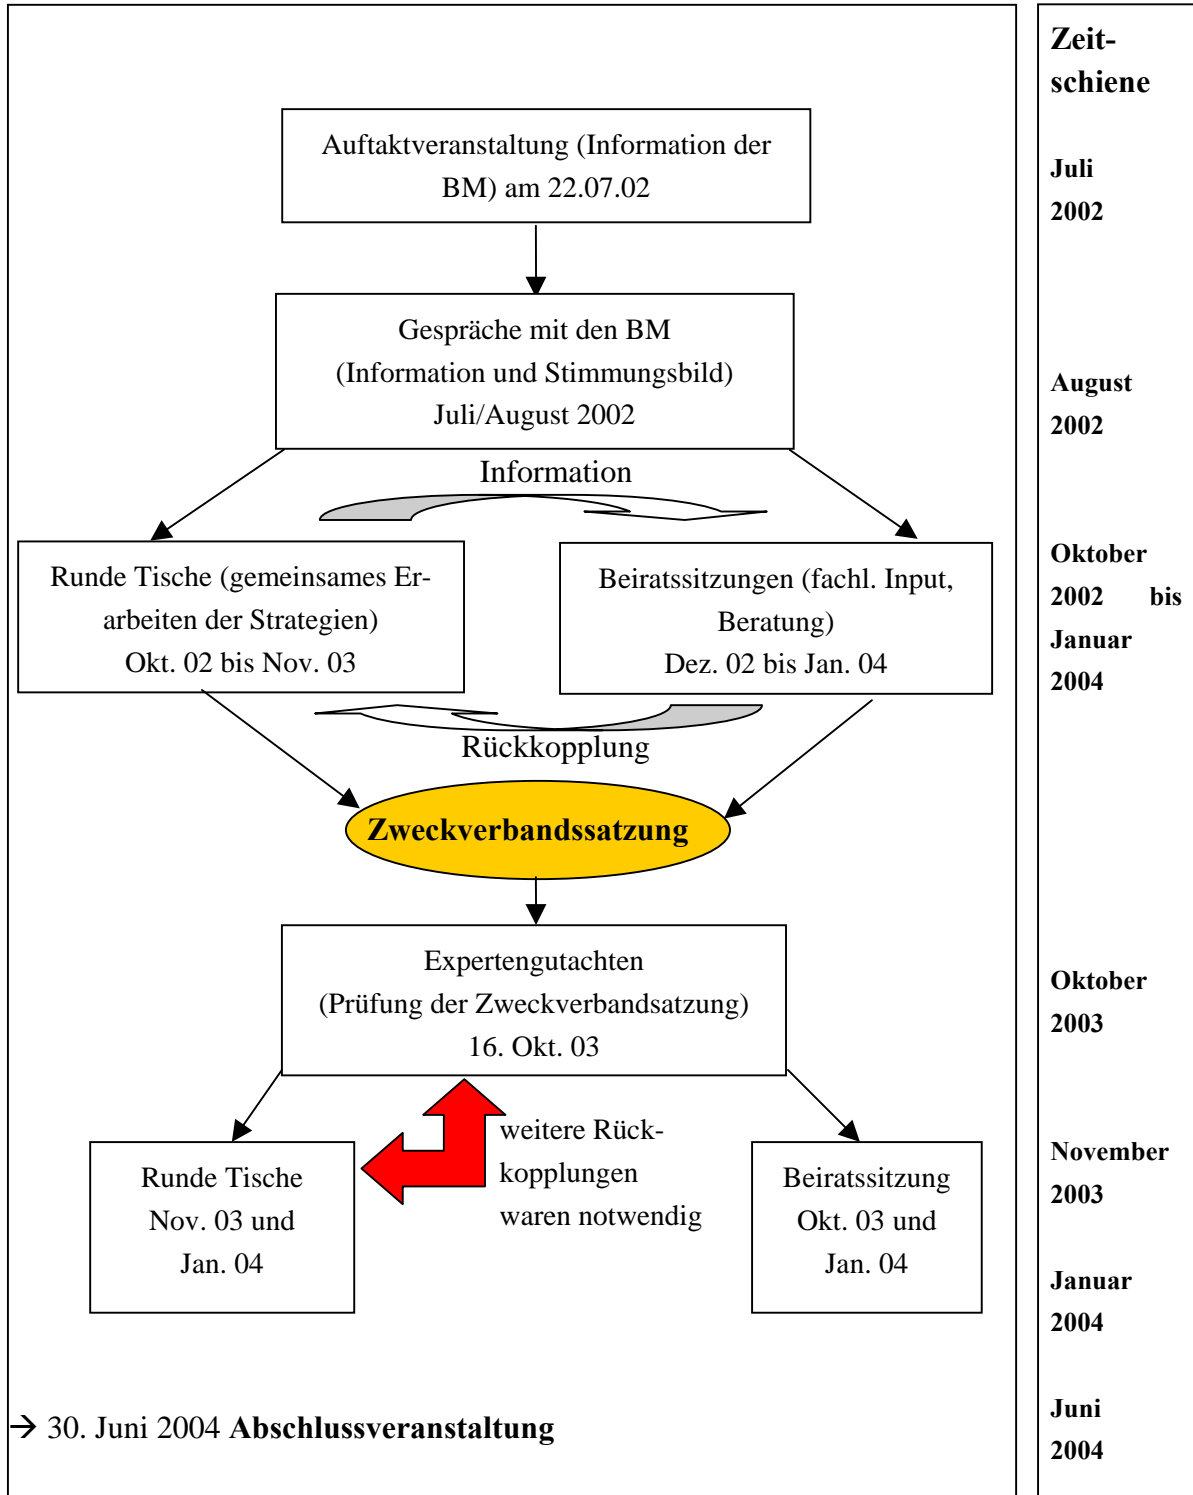 Auftaktveranstaltung (Information der
BM) am 22.07.02
Gespräche mit den BM
(Information und Stimmungsbild)
Juli/August 2002
Information
Runde Tische (gemeinsames Er-
arbeiten der Strategien)
Okt. 02 bis Nov. 03
Beiratssitzungen (fachl. Input,
Beratung)
Dez. 02 bis Jan. 04
Rückkopplung
Zweckverbandssatzung
Expertengutachten
(Prüfung der Zweckverbandsatzung)
16. Okt. 03
weitere Rück-
kopplungen
waren notwendig
Runde Tische
Nov. 03 und
Jan. 04
Beiratssitzung
Okt. 03 und
Jan. 04
→ 30. Juni 2004 Abschlussveranstaltung
Zeit-
schiene
Juli
2002
August
2002
Oktober
2002 bis
Januar
2004
Oktober
2003
November
2003
Januar
2004
Juni
2004